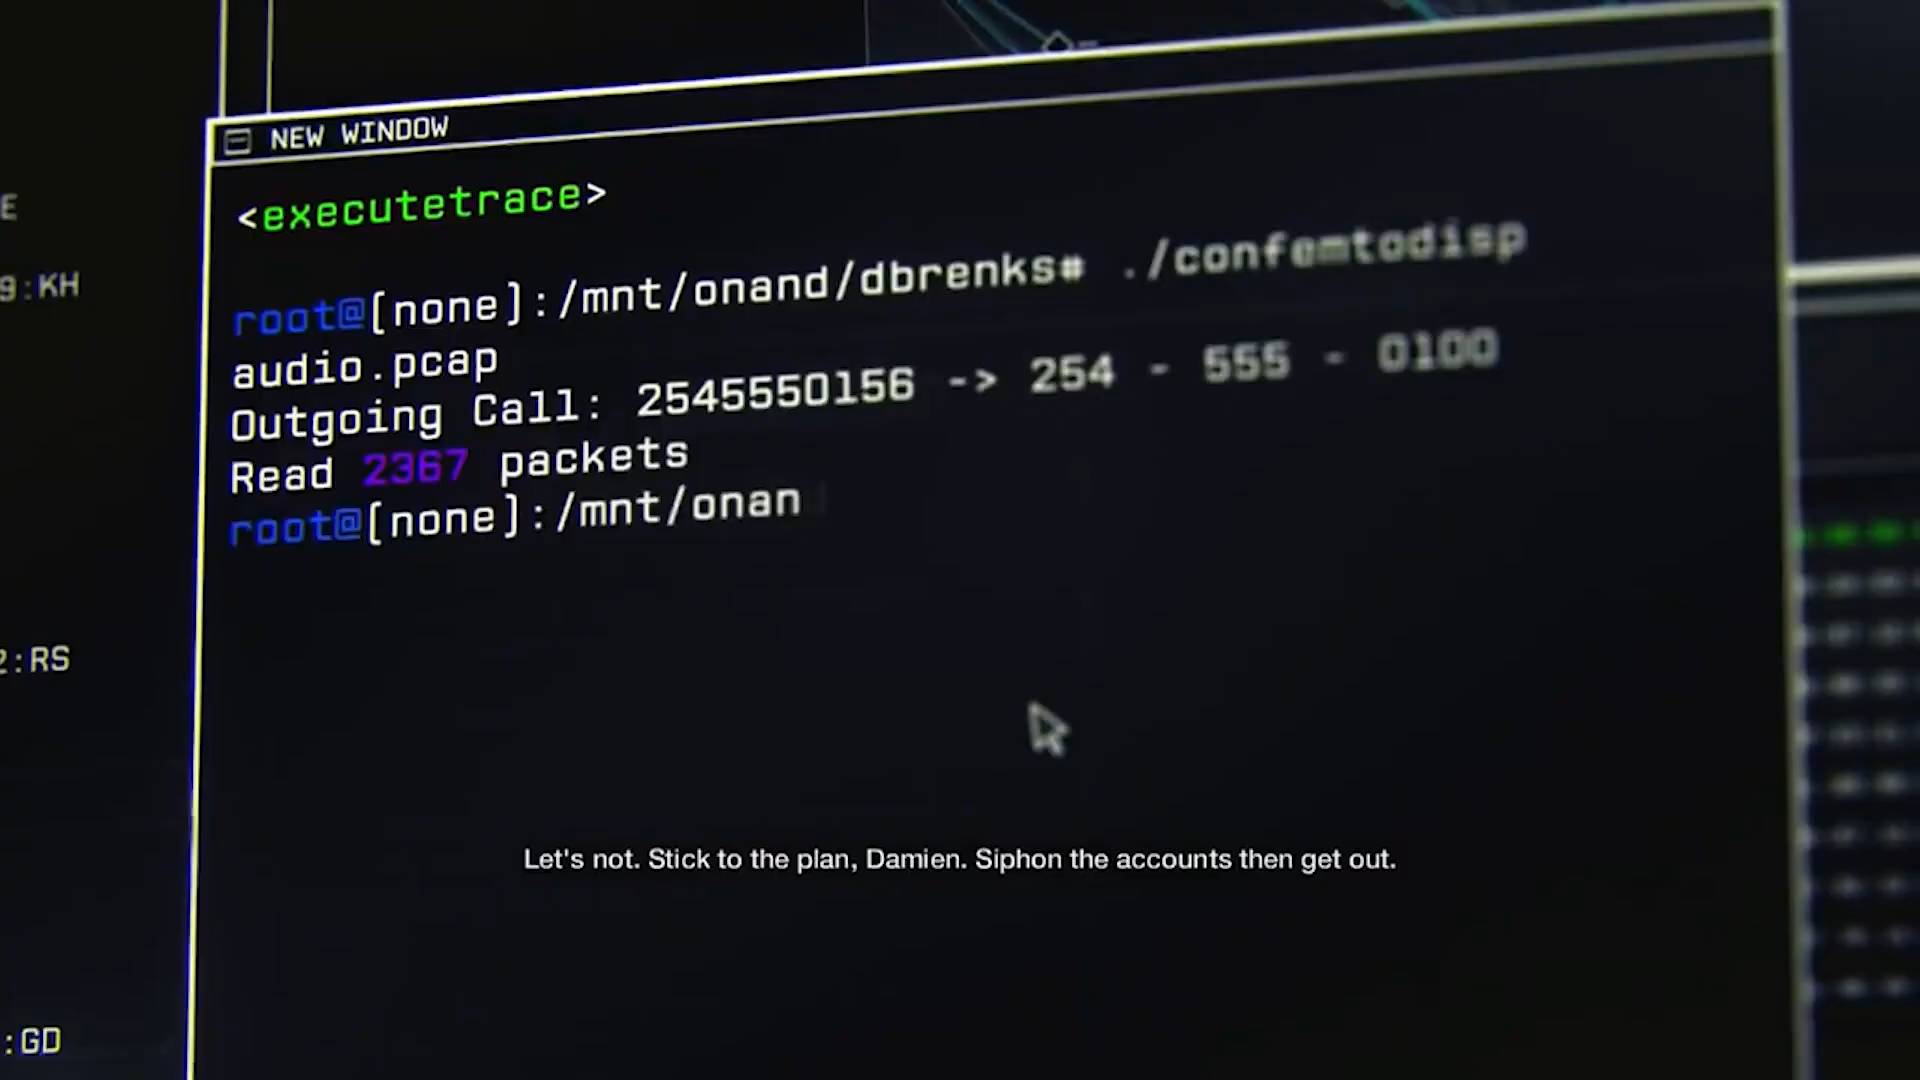 NEW WINDOW
<executetrace>
root@[none]:/mnt/onand/dbrenks# ./confemtodisp
audio.pcap
Outgoing Call: 2545550156 -> 254 - 555 - 0100
Read 2367 packets
root@[none]:/mnt/onan
E
9:KH
2:RS
:GD
Let's not. Stick to the plan, Damien. Siphon the accounts then get out.